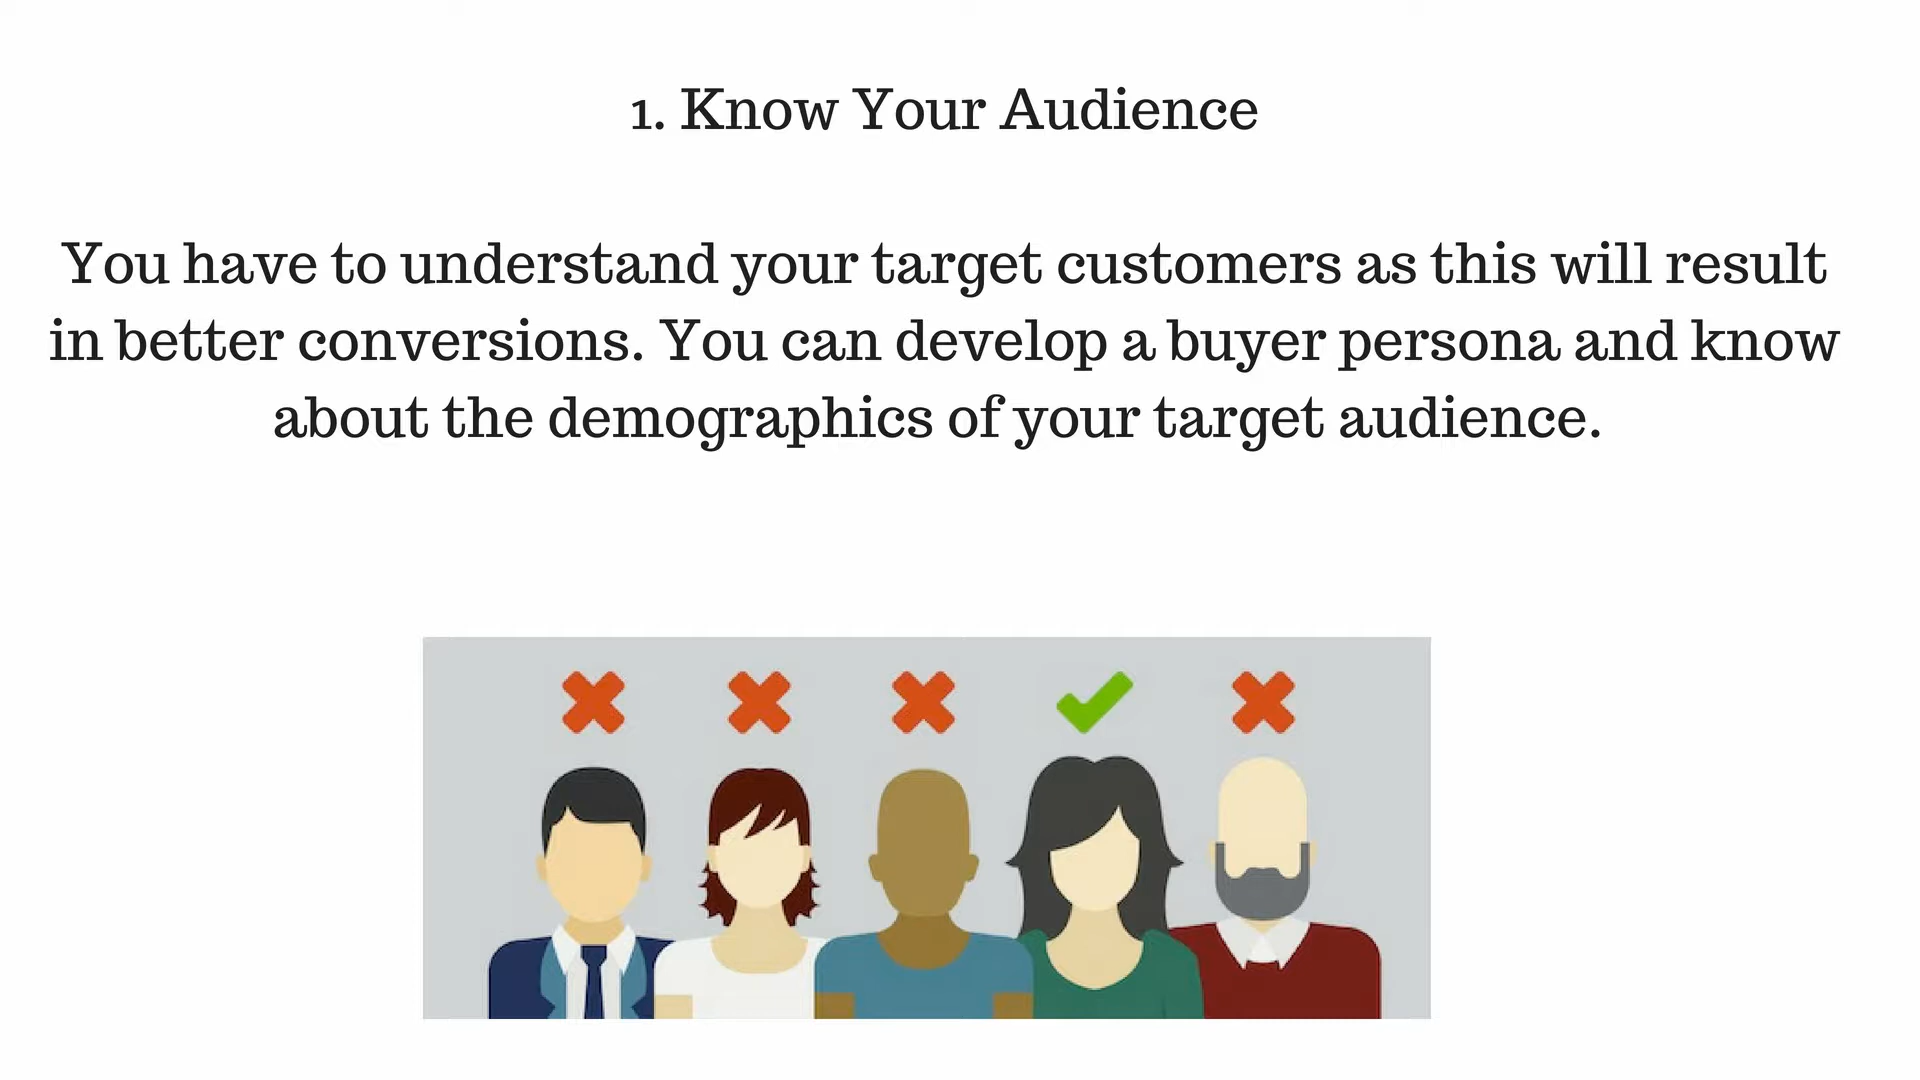 1. Know Your Audience
You have to understand your target customers as this will result
in better conversions. You can develop a buyer persona and know
about the demographics of your target audience.